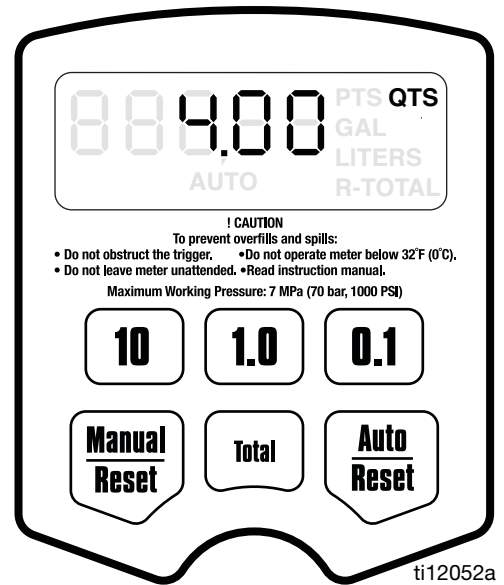 4.00 PTS QTS
GAL
LITERS
AUTO R-TOTAL
! CAUTION
To prevent overfills and spills:
• Do not obstruct the trigger. •Do not operate meter below 32°F (0°C).
• Do not leave meter unattended. •Read instruction manual.
Maximum Working Pressure: 7 MPa (70 bar, 1000 PSI)
10 1.0 0.1
Manual Total Auto
Reset Reset
ti12052a